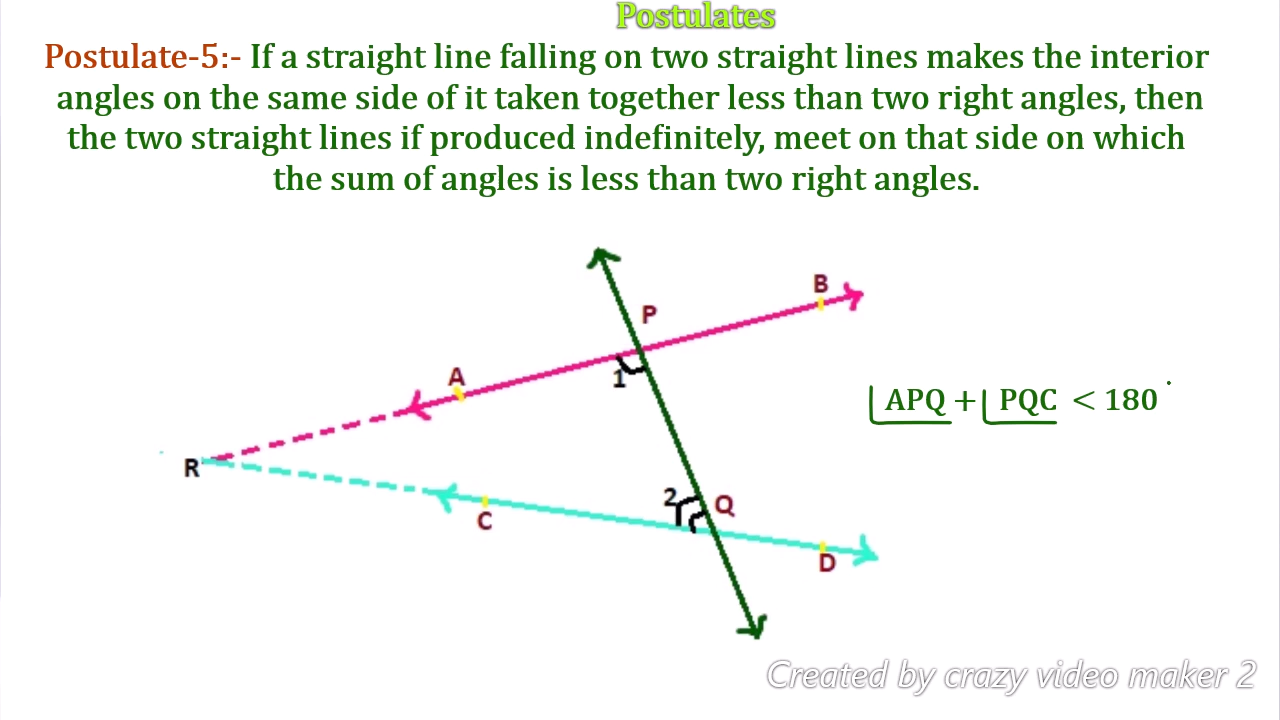 Postulates
Postulate-5:- If a straight line falling on two straight lines makes the interior
angles on the same side of it taken together less than two right angles, then
the two straight lines if produced indefinitely, meet on that side on which
the sum of angles is less than two right angles.
B
P
A
1
∠APQ + ∠PQC < 180°
R
2
Q
C
D
Created by crazy video maker 2